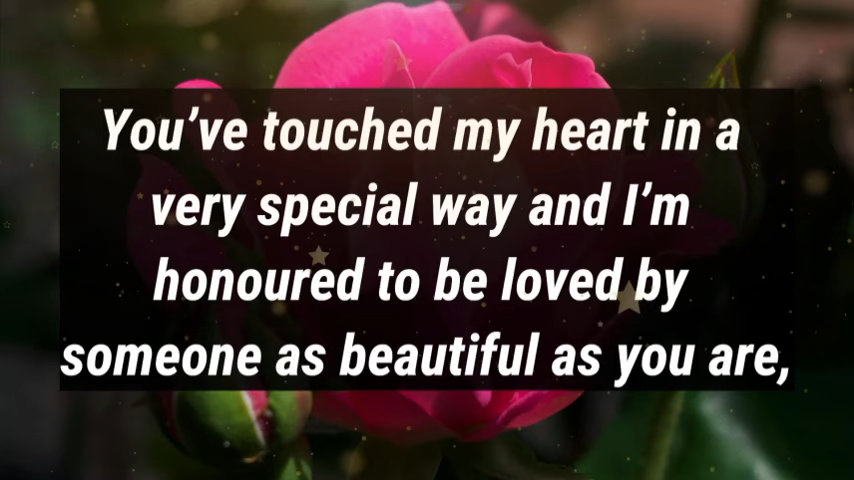 You’ve touched my heart in a
very special way and I’m
honoured to be loved by
someone as beautiful as you are,